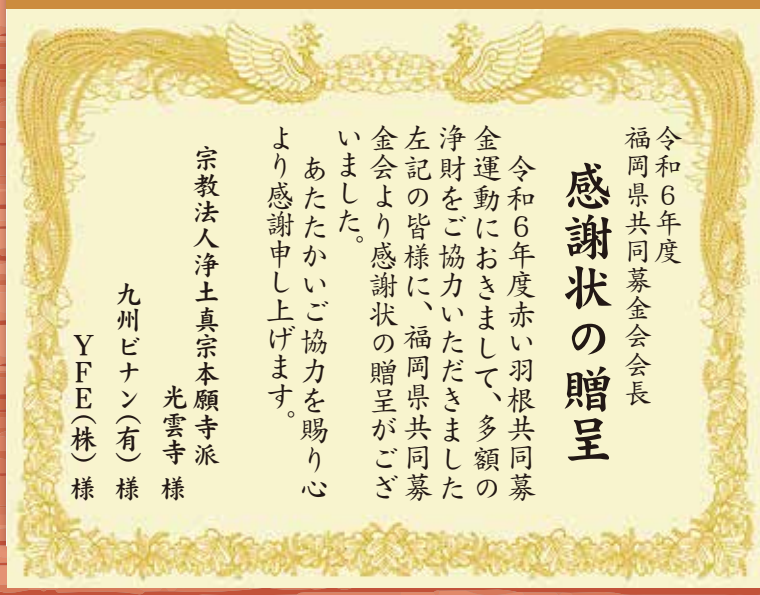 令和６年度
福岡県共同募金会会長
感謝状の贈呈
令和６年度赤い羽根共同募
金運動におきまして、多額の
浄財をご協力いただきました
左記の皆様に、福岡県共同募
金会より感謝状の贈呈がござ
いました。
あたたかいご協力を賜り心
より感謝申し上げます。
宗教法人浄土真宗本願寺派
光雲寺 様
九州ビナン（有） 様
ＹＦＥ（株） 様